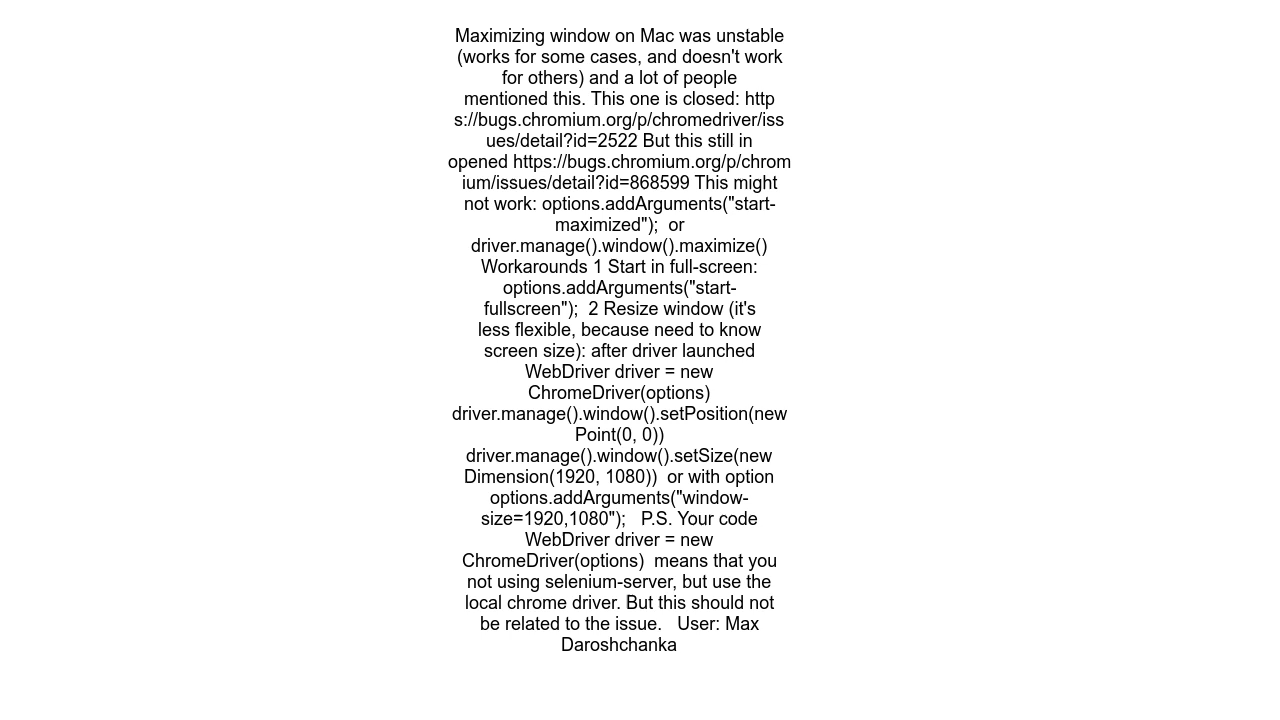 Maximizing window on Mac was unstable
(works for some cases, and doesn't work
for others) and a lot of people
mentioned this. This one is closed: http
s://bugs.chromium.org/p/chromedriver/iss
ues/detail?id=2522 But this still in
opened https://bugs.chromium.org/p/chrom
ium/issues/detail?id=868599 This might
not work: options.addArguments("start-
maximized");  or
driver.manage().window().maximize()
Workarounds 1 Start in full-screen:
options.addArguments("start-
fullscreen");  2 Resize window (it's
less flexible, because need to know
screen size): after driver launched
WebDriver driver = new
ChromeDriver(options)
driver.manage().window().setPosition(new
Point(0, 0))
driver.manage().window().setSize(new
Dimension(1920, 1080))  or with option
options.addArguments("window-
size=1920,1080");   P.S. Your code
WebDriver driver = new
ChromeDriver(options)  means that you
not using selenium-server, but use the
local chrome driver. But this should not
be related to the issue.   User: Max
Daroshchanka